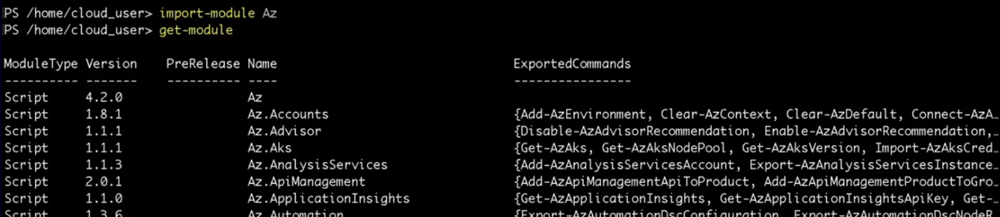 PS /home/cloud_user> import-module Az
PS /home/cloud_user> get-module
ModuleType Version    PreRelease Name                                ExportedCommands
---------- -------    ---------- ----                                ----------------
Script     4.2.0                 Az
Script     1.8.1                 Az.Accounts                         {Add-AzEnvironment, Clear-AzContext, Clear-AzDefault, Connect-AzA…
Script     1.1.1                 Az.Advisor                          {Disable-AzAdvisorRecommendation, Enable-AzAdvisorRecommendation,…
Script     1.1.1                 Az.Aks                              {Get-AzAks, Get-AzAksNodePool, Get-AzAksVersion, Import-AzAksCred…
Script     1.1.3                 Az.AnalysisServices                 {Add-AzAnalysisServicesAccount, Export-AzAnalysisServicesInstance…
Script     2.0.1                 Az.ApiManagement                    {Add-AzApiManagementApiToProduct, Add-AzApiManagementProductToGro…
Script     1.1.0                 Az.ApplicationInsights              {Get-AzApplicationInsights, Get-AzApplicationInsightsApiKey, Get-…
Script     1.3.6                 Az.Automation                       {Export-AzAutomationDscConfiguration, Export-AzAutomationDscNodeR…